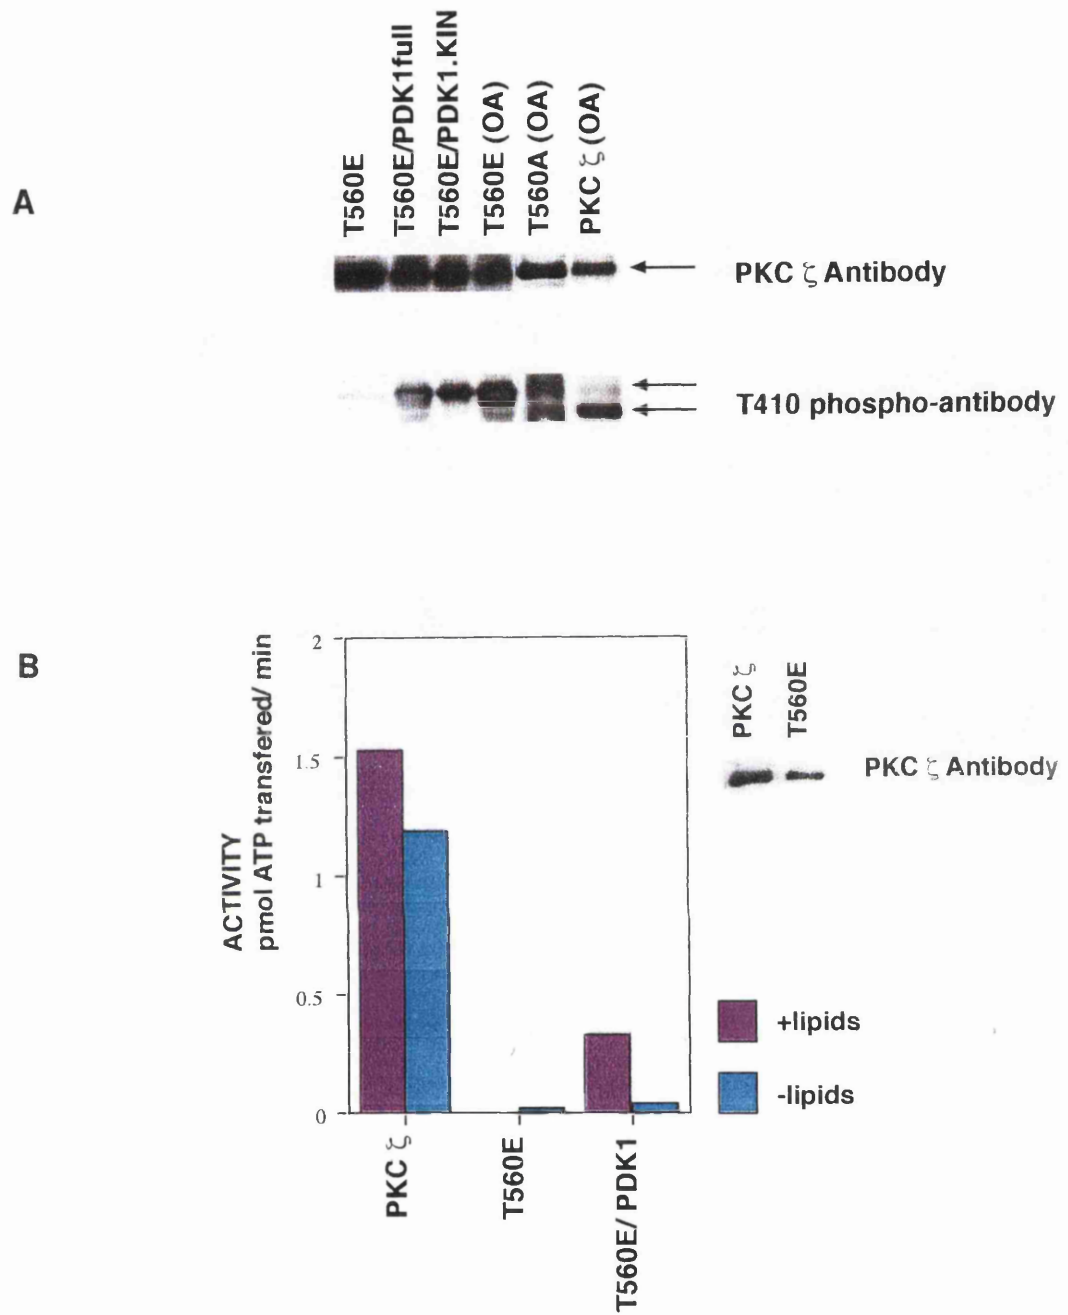 A
T560E
T560E/PDK1full
T560E/PDK1.KIN
T560E (OA)
T560A (OA)
PKC ζ (OA)
PKC ζ Antibody
T410 phospho-antibody
B
ACTIVITY
pmol ATP transfered/ min
2
1.5
1
0.5
0
PKC ζ
T560E
T560E/ PDK1
PKC ζ
T560E
PKC ζ Antibody
+lipids
-lipids